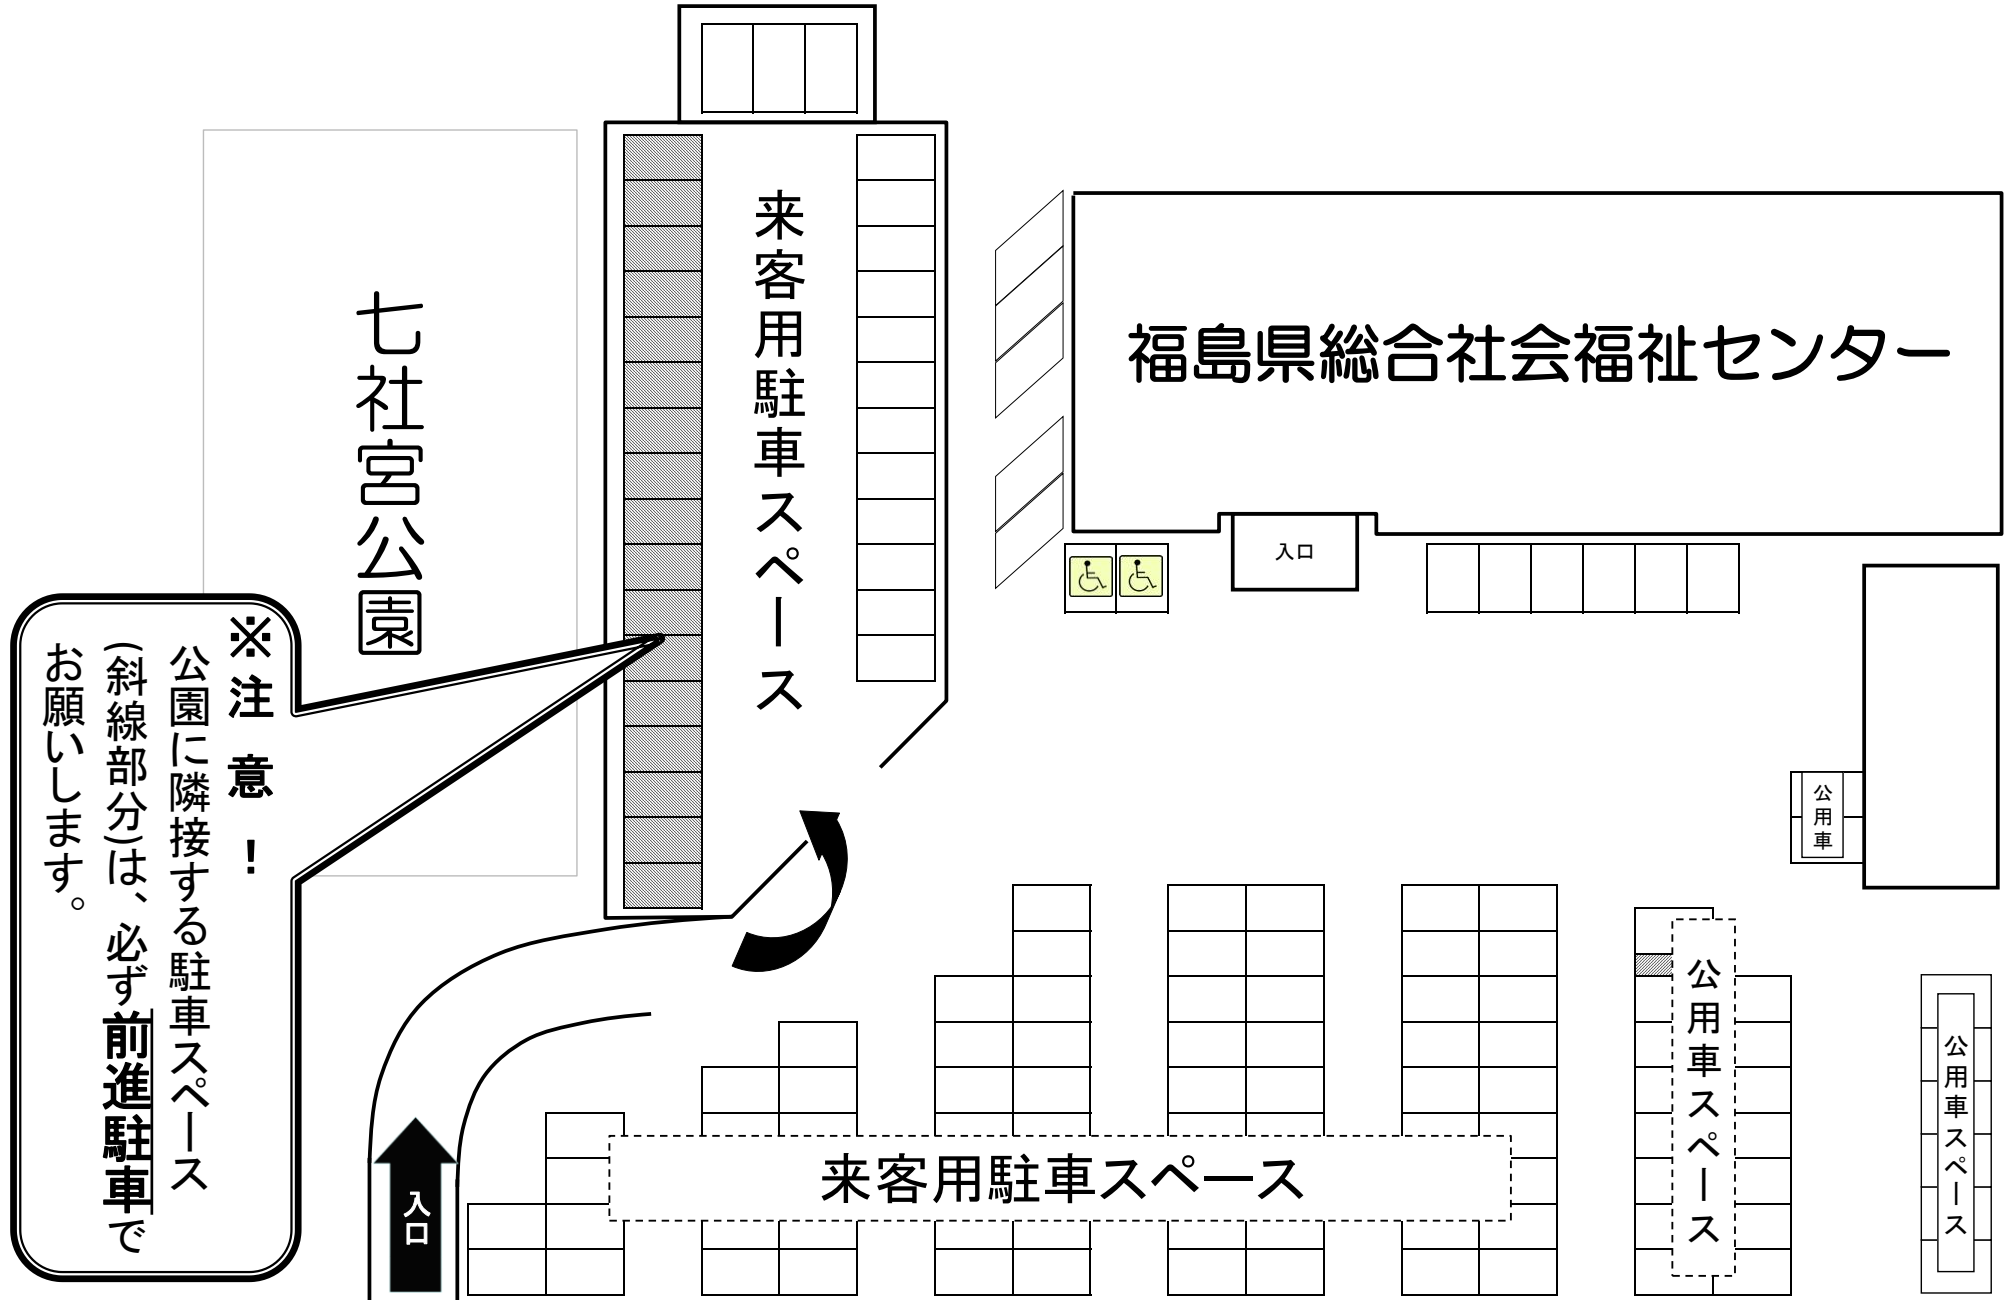 七社宮公園
来客用駐車スペース
福島県総合社会福祉センター
入口
公用車
※注意！
公園に隣接する駐車スペース
(斜線部分)は、必ず前進駐車で
お願いします。
入口
来客用駐車スペース
公用車スペース
公用車スペース